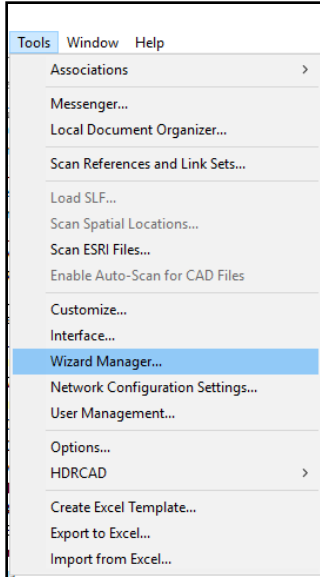 Tools Window Help
Associations
Messenger...
Local Document Organizer...
Scan References and Link Sets...
Load SLF...
Scan Spatial Locations...
Scan ESRI Files...
Enable Auto-Scan for CAD Files
Customize...
Interface...
Wizard Manager...
Network Configuration Settings...
User Management...
Options...
HDRCAD
Create Excel Template...
Export to Excel...
Import from Excel...